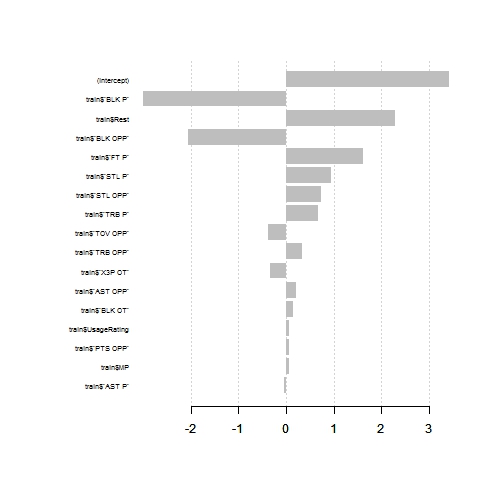 (Intercept)
train$`BLK P`
train$Rest
train$`BLK OPP`
train$`FT P`
train$`STL P`
train$`STL OPP`
train$`TRB P`
train$`TOV OPP`
train$`TRB OPP`
train$`X3P OT`
train$`AST OPP`
train$`BLK OT`
train$UsageRating
train$`PTS OPP`
train$MP
train$`AST P`
-2 -1 0 1 2 3